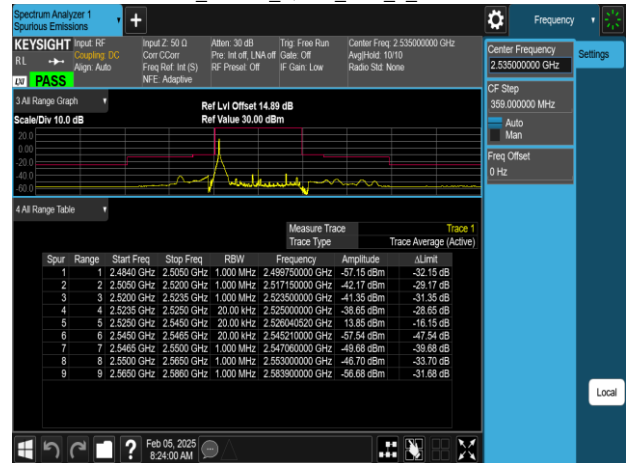 Spectrum Analyzer 1
Spurious Emissions
Frequency
KEYSIGHT Input: RF Input Z: 50 Ω Atten: 30 dB Trig: Free Run Center Freq: 2.535000000 GHz
RL Coupling: DC Corr CCorr Pre: Int off, LNA off Gate: Off Avg|Hold: 10/10
Align: Auto Freq Ref: Int (S) RF Presel: Off IF Gain: Low Radio Std: None
LXI PASS NFE: Adaptive
Center Frequency
2.535000000 GHz
Settings
CF Step
359.000000 MHz
Auto
Man
Freq Offset
0 Hz
3 All Range Graph
Ref Lvl Offset 14.89 dB
Scale/Div 10.0 dB Ref Value 30.00 dBm
20.0
0.00
-20.0
-40.0
-60.0
4 All Range Table
Measure Trace Trace 1
Trace Type Trace Average (Active)
Spur Range Start Freq Stop Freq RBW Frequency Amplitude ΔLimit
1 1 2.4840 GHz 2.5050 GHz 1.000 MHz 2.499750000 GHz -57.15 dBm -32.15 dB
2 2 2.5050 GHz 2.5200 GHz 1.000 MHz 2.517150000 GHz -42.17 dBm -29.17 dB
3 3 2.5200 GHz 2.5235 GHz 1.000 MHz 2.523500000 GHz -41.35 dBm -31.35 dB
4 4 2.5235 GHz 2.5250 GHz 20.00 kHz 2.525000000 GHz -38.65 dBm -28.65 dB
5 5 2.5250 GHz 2.5450 GHz 20.00 kHz 2.526040520 GHz 13.85 dBm -16.15 dB
6 6 2.5450 GHz 2.5465 GHz 20.00 kHz 2.545210000 GHz -57.54 dBm -47.54 dB
7 7 2.5465 GHz 2.5500 GHz 1.000 MHz 2.547060000 GHz -49.68 dBm -39.68 dB
8 8 2.5500 GHz 2.5650 GHz 1.000 MHz 2.553000000 GHz -46.70 dBm -33.70 dB
9 9 2.5650 GHz 2.5860 GHz 1.000 MHz 2.583900000 GHz -56.68 dBm -31.68 dB
Local
Feb 05, 2025
8:24:00 AM